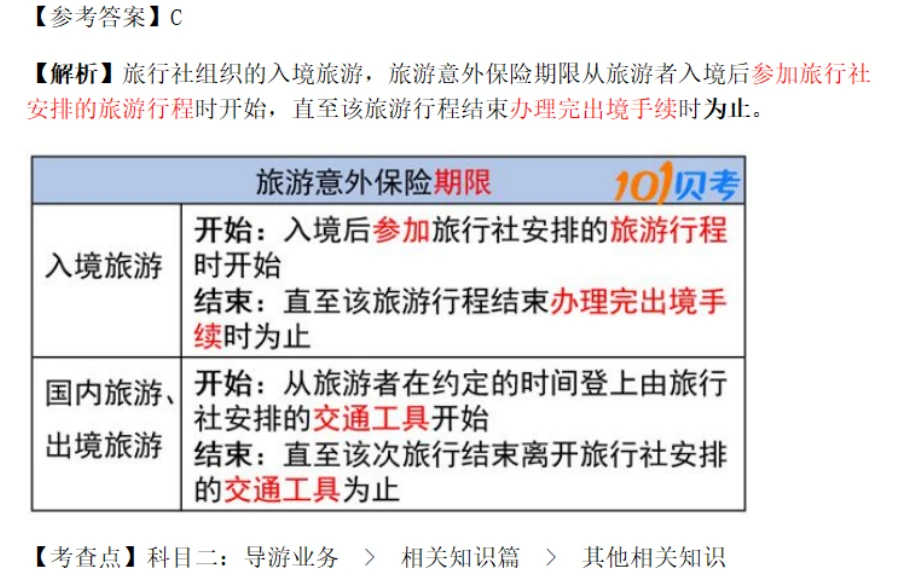 【参考答案】C
【解析】旅行社组织的入境旅游，旅游意外保险期限从旅游者入境后参加旅行社
安排的旅游行程时开始，直至该旅游行程结束办理完出境手续时为止。
旅游意外保险期限
101贝考
入境旅游
开始：入境后参加旅行社安排的旅游行程
时开始
结束：直至该旅游行程结束办理完出境手
续时为止
国内旅游、
出境旅游
开始：从旅游者在约定的时间登上由旅行
社安排的交通工具开始
结束：直至该次旅行结束离开旅行社安排
的交通工具为止
【考查点】科目二：导游业务 > 相关知识篇 > 其他相关知识